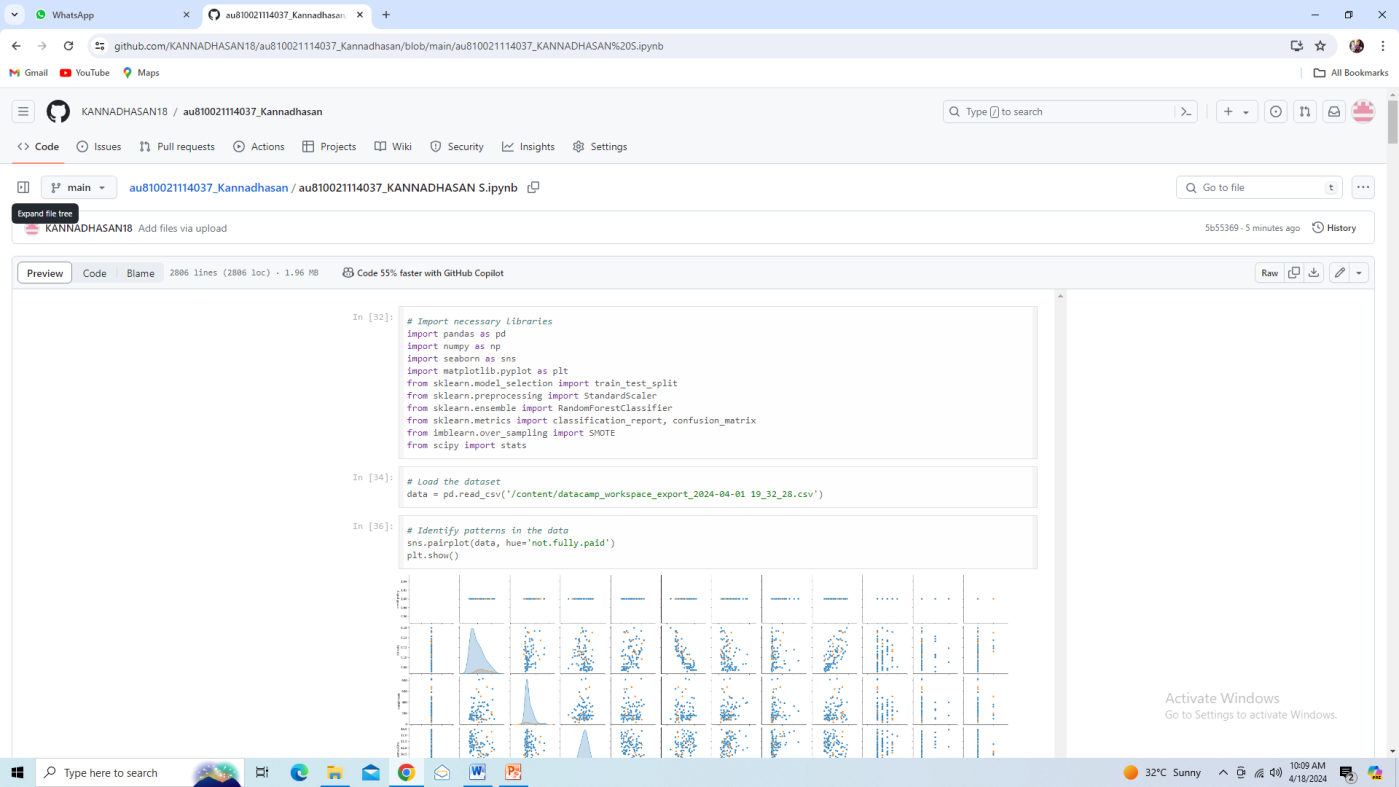 WhatsApp
au810021114037_Kannadhasan
github.com/KANNADHASAN18/au810021114037_Kannadhasan/blob/main/au810021114037_KANNADHASAN%20S.ipynb
Gmail YouTube Maps All Bookmarks
KANNADHASAN18 / au810021114037_Kannadhasan
Type / to search
Code Issues Pull requests Actions Projects Wiki Security Insights Settings
main au810021114037_Kannadhasan / au810021114037_KANNADHASAN S.ipynb Go to file t
Expand file tree
KANNADHASAN18 Add files via upload 5b55369 · 5 minutes ago History
Preview Code Blame 2806 lines (2806 loc) · 1.96 MB Code 55% faster with GitHub Copilot Raw
In [32]:
# Import necessary libraries
import pandas as pd
import numpy as np
import seaborn as sns
import matplotlib.pyplot as plt
from sklearn.model_selection import train_test_split
from sklearn.preprocessing import StandardScaler
from sklearn.ensemble import RandomForestClassifier
from sklearn.metrics import classification_report, confusion_matrix
from imblearn.over_sampling import SMOTE
from scipy import stats
In [34]:
# Load the dataset
data = pd.read_csv('/content/datacamp_workspace_export_2024-04-01 19_32_28.csv')
In [36]:
# Identify patterns in the data
sns.pairplot(data, hue='not.fully.paid')
plt.show()
Activate Windows
Go to Settings to activate Windows.
Type here to search
32°C Sunny
10:09 AM
4/18/2024
2